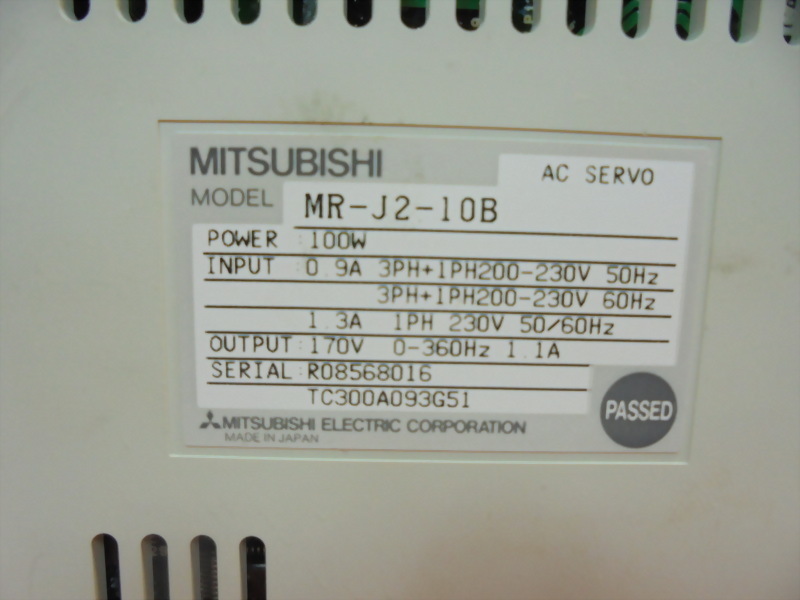 MITSUBISHI
AC SERVO
MODEL MR-J2-10B
POWER : 100W
INPUT : 0.9A 3PH+1PH200-230V 50Hz
3PH+1PH200-230V 60Hz
1.3A 1PH 230V 50/60Hz
OUTPUT: 170V 0-360Hz 1.1A
SERIAL: R08568016
TC300A093G51
PASSED
MITSUBISHI ELECTRIC CORPORATION
MADE IN JAPAN